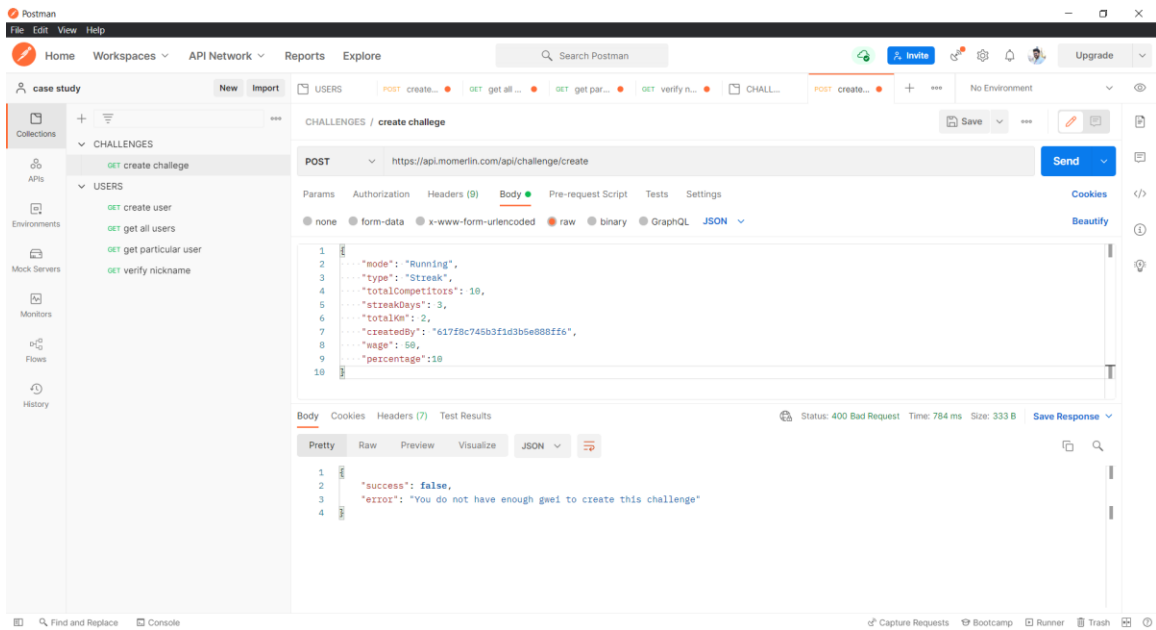 Postman
File Edit View Help
Home Workspaces API Network Reports Explore Search Postman Invite Upgrade
case study New Import USERS POST create... GET get all ... GET get par... GET verify n... CHALL... POST create... + No Environment
Collections
APIs
Environments
Mock Servers
Monitors
Flows
History
CHALLENGES
GET create challege
USERS
GET create user
GET get all users
GET get particular user
GET verify nickname
CHALLENGES / create challege Save
POST https://api.momerlin.com/api/challenge/create Send
Params Authorization Headers (9) Body Pre-request Script Tests Settings Cookies
none form-data x-www-form-urlencoded raw binary GraphQL JSON Beautify
1 {
2 "mode": "Running",
3 "type": "Streak",
4 "totalCompetitors": 10,
5 "streakDays": 3,
6 "totalKm": 2,
7 "createdBy": "617f8c745b3f1d3b5e888ff6",
8 "wage": 50,
9 "percentage":10
10 }
Body Cookies Headers (7) Test Results Status: 400 Bad Request Time: 784 ms Size: 333 B Save Response
Pretty Raw Preview Visualize JSON
1 {
2 "success": false,
3 "error": "You do not have enough gwei to create this challenge"
4 }
Find and Replace Console Capture Requests Bootcamp Runner Trash